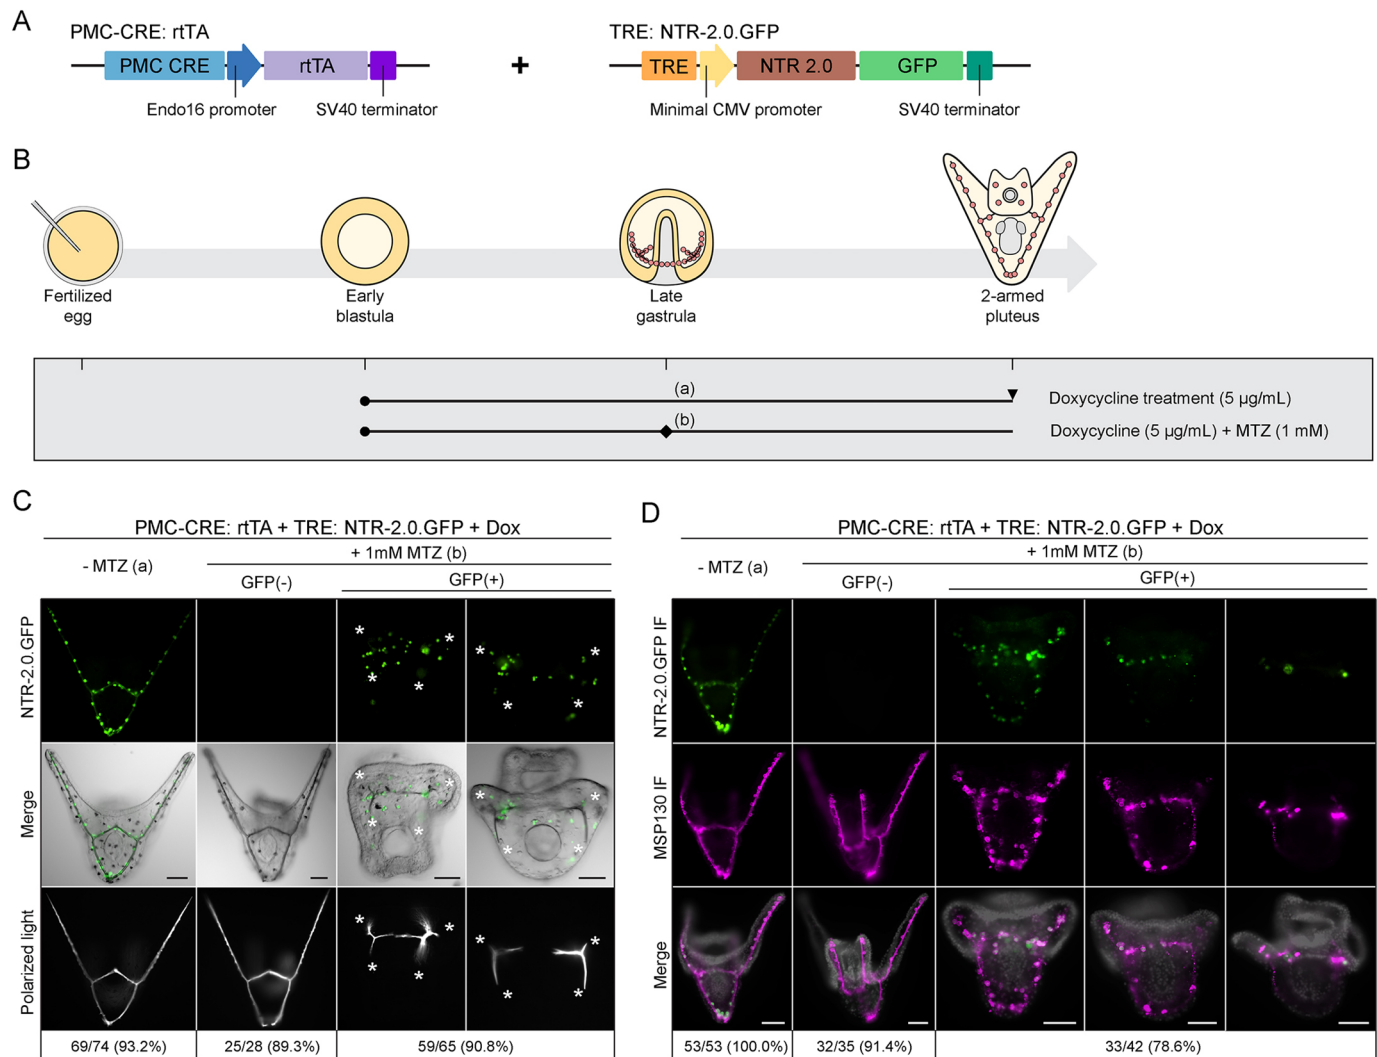 A
PMC-CRE: rtTA
TRE: NTR-2.0.GFP
PMC CRE
rtTA
+
TRE
NTR 2.0
GFP
Endo16 promoter
SV40 terminator
Minimal CMV promoter
SV40 terminator
B
Fertilized
egg
Early
blastula
Late
gastrula
2-armed
pluteus
(a)
Doxycycline treatment (5 µg/mL)
(b)
Doxycycline (5 µg/mL) + MTZ (1 mM)
C
PMC-CRE: rtTA + TRE: NTR-2.0.GFP + Dox
- MTZ (a)
+ 1mM MTZ (b)
GFP(-)
GFP(+)
NTR-2.0.GFP
Merge
Polarized light
69/74 (93.2%)
25/28 (89.3%)
59/65 (90.8%)
D
PMC-CRE: rtTA + TRE: NTR-2.0.GFP + Dox
- MTZ (a)
+ 1mM MTZ (b)
GFP(-)
GFP(+)
NTR-2.0.GFP IF
MSP130 IF
Merge
53/53 (100.0%)
32/35 (91.4%)
33/42 (78.6%)